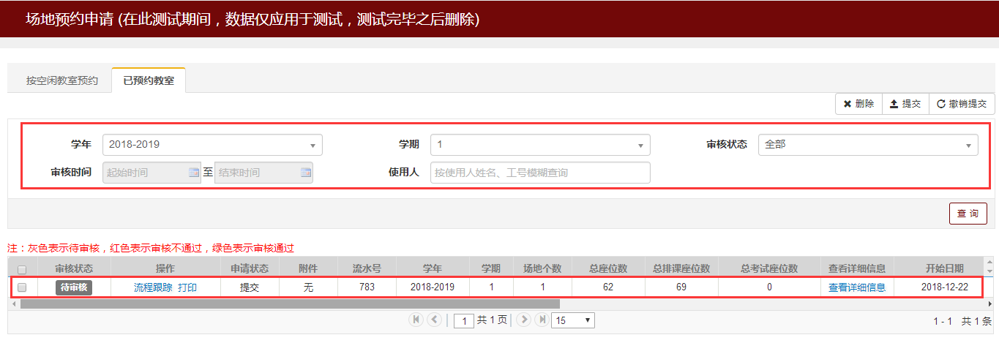 场地预约申请 (在此测试期间，数据仅应用于测试，测试完毕之后删除)
按空闲教室预约 已预约教室
删除 提交 撤销提交
学年 2018-2019 学期 1 审核状态 全部
审核时间 起始时间 至 结束时间 使用人 按使用人姓名、工号模糊查询
查 询
注：灰色表示待审核，红色表示审核不通过，绿色表示审核通过
审核状态 操作 申请状态 附件 流水号 学年 学期 场地个数 总座位数 总排课座位数 总考试座位数 查看详细信息 开始日期
待审核 流程跟踪 打印 提交 无 783 2018-2019 1 1 62 69 0 查看详细信息 2018-12-22
1 共 1 页 15 1 - 1 共 1 条